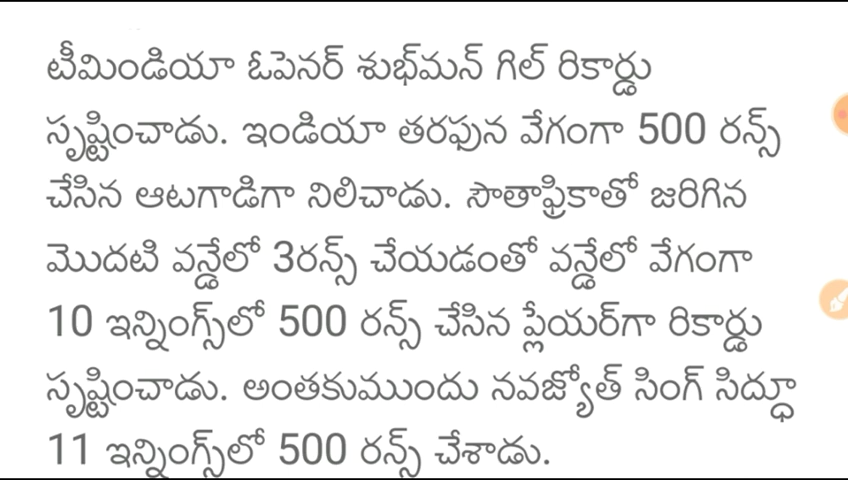 టీమిండియా ఓపెనర్ శుభ్‌మన్ గిల్ రికార్డు
సృష్టించాడు. ఇండియా తరఫున వేగంగా 500 రన్స్
చేసిన ఆటగాడిగా నిలిచాడు. సౌతాఫ్రికాతో జరిగిన
మొదటి వన్డేలో 3రన్స్ చేయడంతో వన్డేలో వేగంగా
10 ఇన్నింగ్స్‌లో 500 రన్స్ చేసిన ప్లేయర్‌గా రికార్డు
సృష్టించాడు. అంతకుముందు నవజ్యోత్ సింగ్ సిద్ధూ
11 ఇన్నింగ్స్‌లో 500 రన్స్ చేశాడు.